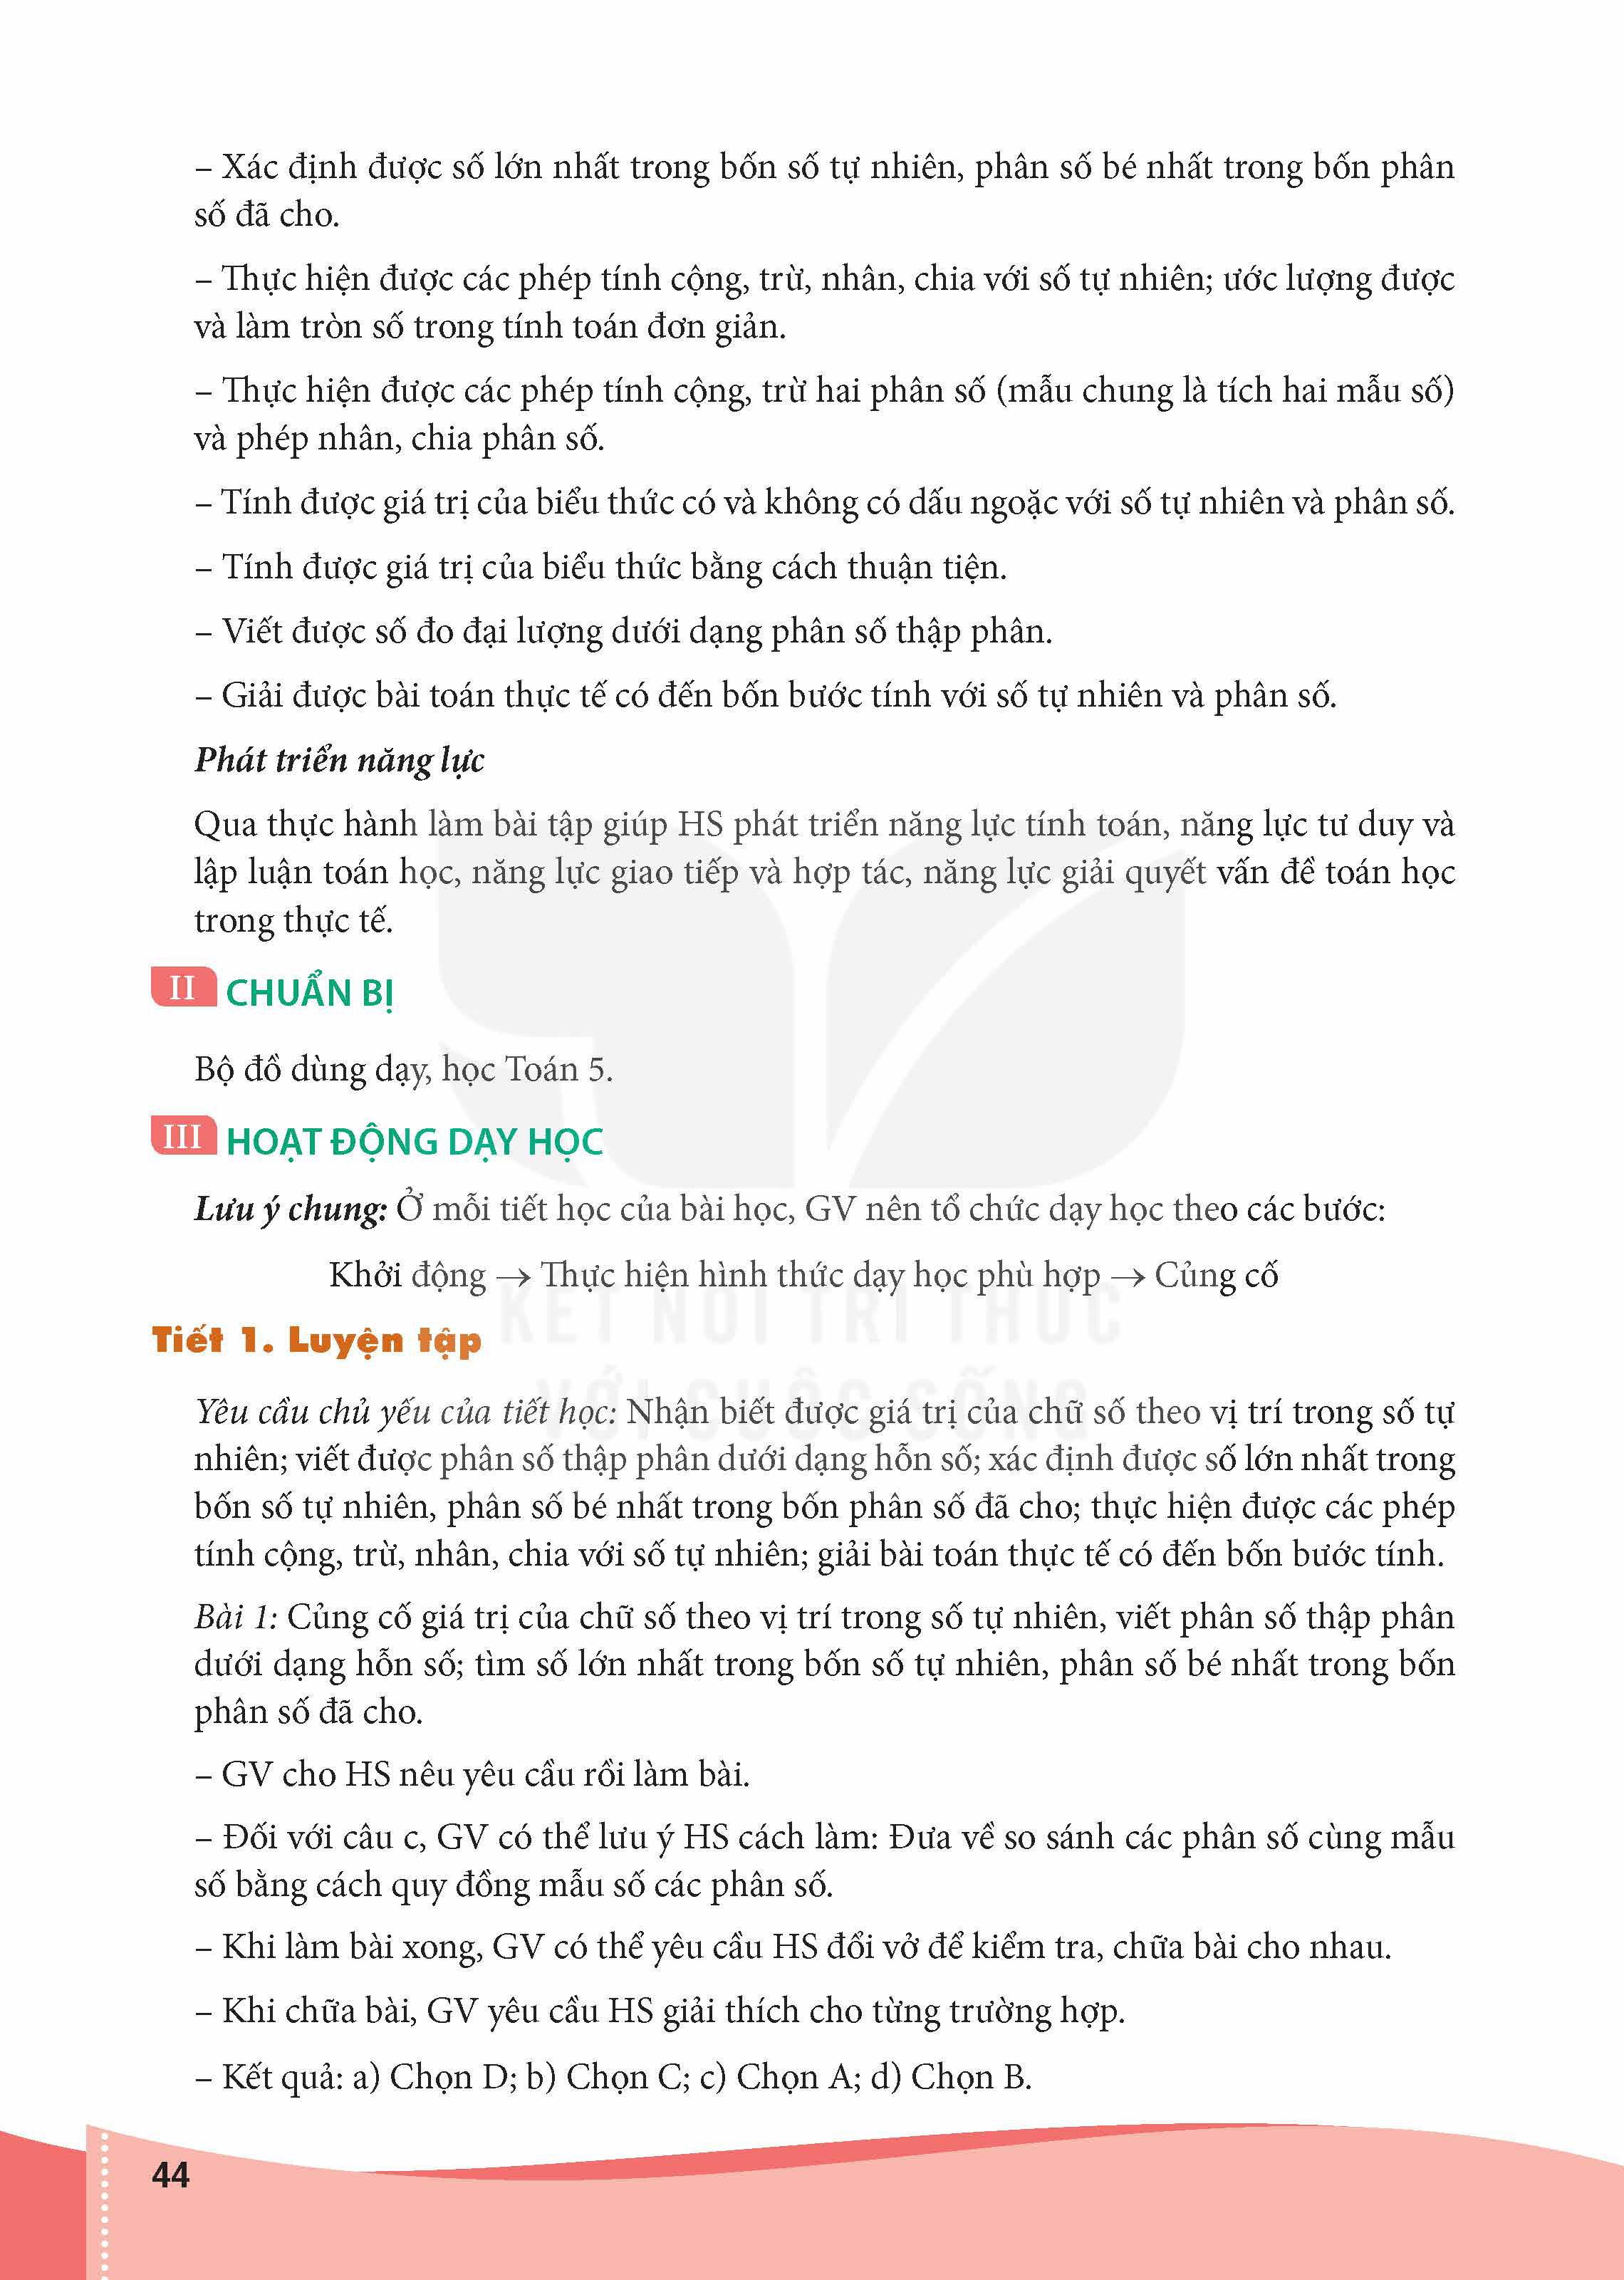 – Xác định được số lớn nhất trong bốn số tự nhiên, phân số bé nhất trong bốn phân
số đã cho.
– Thực hiện được các phép tính cộng, trừ, nhân, chia với số tự nhiên; ước lượng được
và làm tròn số trong tính toán đơn giản.
– Thực hiện được các phép tính cộng, trừ hai phân số (mẫu chung là tích hai mẫu số)
và phép nhân, chia phân số.
– Tính được giá trị của biểu thức có và không có dấu ngoặc với số tự nhiên và phân số.
– Tính được giá trị của biểu thức bằng cách thuận tiện.
– Viết được số đo đại lượng dưới dạng phân số thập phân.
– Giải được bài toán thực tế có đến bốn bước tính với số tự nhiên và phân số.
Phát triển năng lực
Qua thực hành làm bài tập giúp HS phát triển năng lực tính toán, năng lực tư duy và
lập luận toán học, năng lực giao tiếp và hợp tác, năng lực giải quyết vấn đề toán học
trong thực tế.
II CHUẨN BỊ
Bộ đồ dùng dạy, học Toán 5.
III HOẠT ĐỘNG DẠY HỌC
Lưu ý chung: Ở mỗi tiết học của bài học, GV nên tổ chức dạy học theo các bước:
Khởi động → Thực hiện hình thức dạy học phù hợp → Củng cố
KẾT NỐI TRI THỨC
Tiết 1. Luyện tập
VỚI CUỘC SỐNG
Yêu cầu chủ yếu của tiết học: Nhận biết được giá trị của chữ số theo vị trí trong số tự
nhiên; viết được phân số thập phân dưới dạng hỗn số; xác định được số lớn nhất trong
bốn số tự nhiên, phân số bé nhất trong bốn phân số đã cho; thực hiện được các phép
tính cộng, trừ, nhân, chia với số tự nhiên; giải bài toán thực tế có đến bốn bước tính.
Bài 1: Củng cố giá trị của chữ số theo vị trí trong số tự nhiên, viết phân số thập phân
dưới dạng hỗn số; tìm số lớn nhất trong bốn số tự nhiên, phân số bé nhất trong bốn
phân số đã cho.
– GV cho HS nêu yêu cầu rồi làm bài.
– Đối với câu c, GV có thể lưu ý HS cách làm: Đưa về so sánh các phân số cùng mẫu
số bằng cách quy đồng mẫu số các phân số.
– Khi làm bài xong, GV có thể yêu cầu HS đổi vở để kiểm tra, chữa bài cho nhau.
– Khi chữa bài, GV yêu cầu HS giải thích cho từng trường hợp.
– Kết quả: a) Chọn D; b) Chọn C; c) Chọn A; d) Chọn B.
44